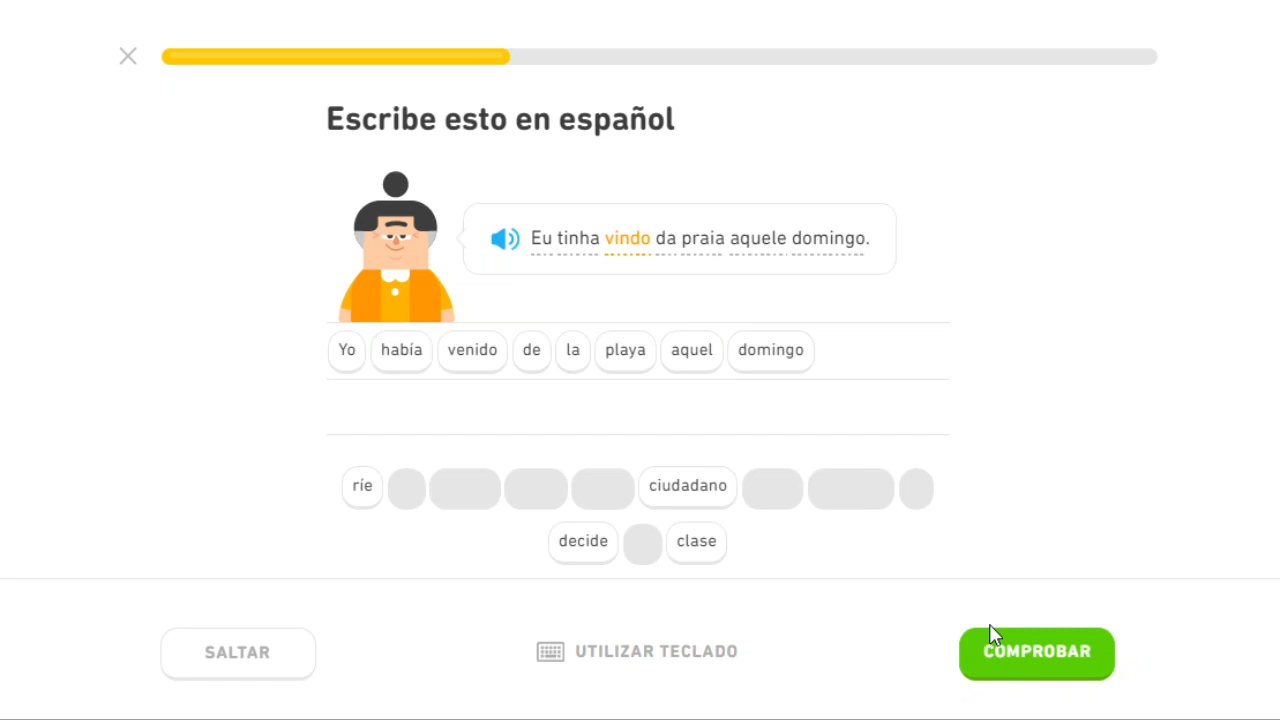 Escribe esto en español
Eu tinha vindo da praia aquele domingo.
Yo había venido de la playa aquel domingo
ríe ciudadano
decide clase
SALTAR UTILIZAR TECLADO COMPROBAR